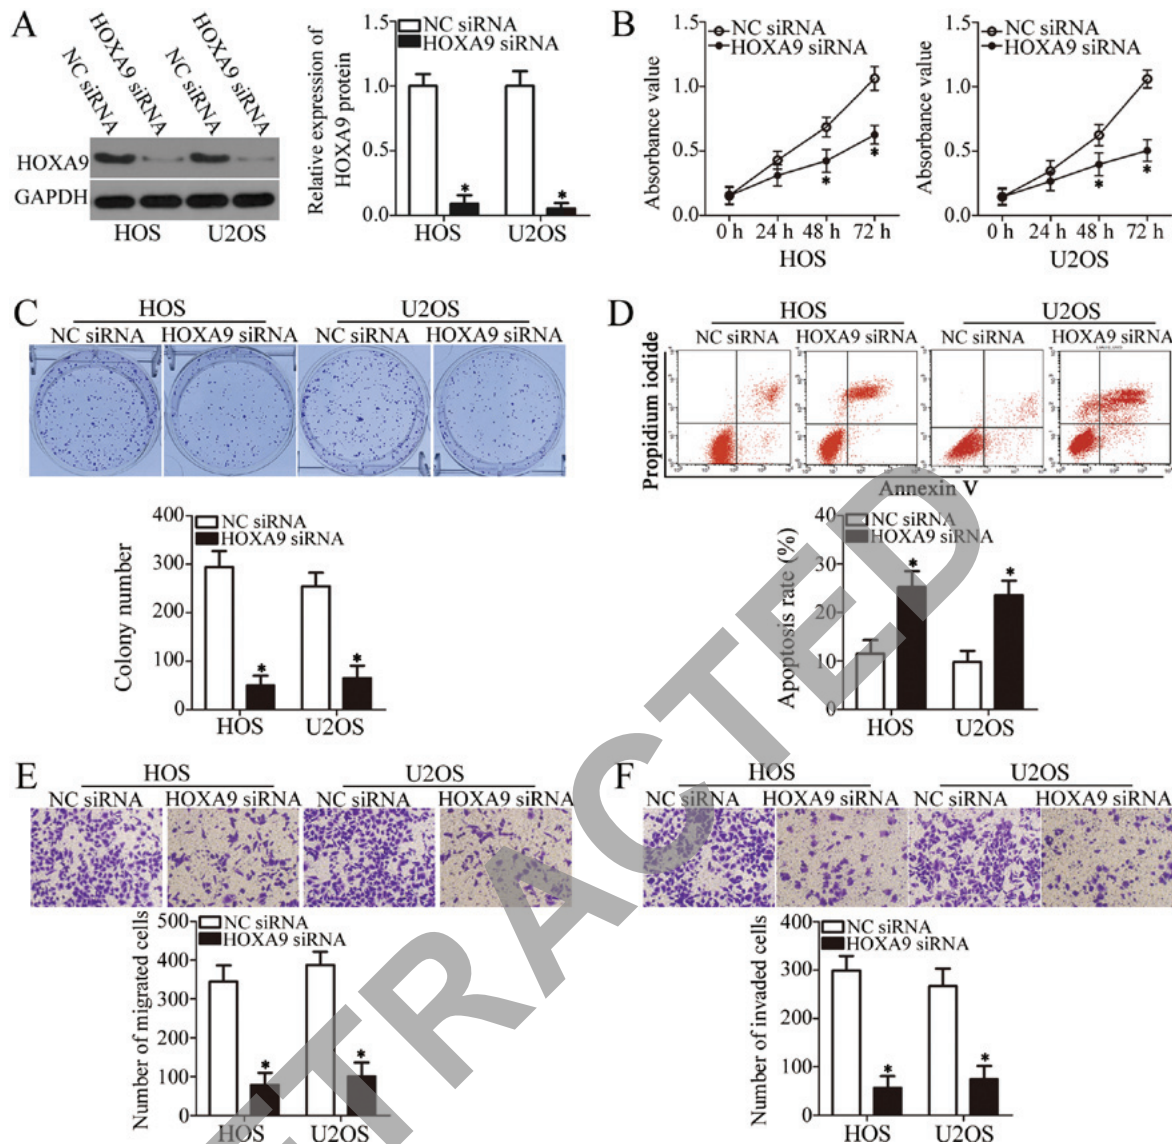 A
NC siRNA
HOXA9 siRNA
NC siRNA
HOXA9 siRNA
HOXA9
GAPDH
HOS
U2OS
Relative expression of
HOXA9 protein
1.5
1.0
0.5
0.0
NC siRNA
HOXA9 siRNA
*
*
HOS
U2OS
B
Absorbance value
1.5
1.0
0.5
0.0
NC siRNA
HOXA9 siRNA
*
*
0 h
24 h
48 h
72 h
HOS
Absorbance value
1.5
1.0
0.5
0.0
NC siRNA
HOXA9 siRNA
*
*
0 h
24 h
48 h
72 h
U2OS
C
HOS
U2OS
NC siRNA
HOXA9 siRNA
NC siRNA
HOXA9 siRNA
Colony number
400
300
200
100
0
NC siRNA
HOXA9 siRNA
*
*
HOS
U2OS
D
HOS
U2OS
NC siRNA
HOXA9 siRNA
NC siRNA
HOXA9 siRNA
Propidium iodide
Annexin V
Apoptosis rate (%)
40
30
20
10
0
NC siRNA
HOXA9 siRNA
*
*
HOS
U2OS
E
HOS
U2OS
NC siRNA
HOXA9 siRNA
NC siRNA
HOXA9 siRNA
Number of migrated cells
500
400
300
200
100
0
NC siRNA
HOXA9 siRNA
*
*
HOS
U2OS
F
HOS
U2OS
NC siRNA
HOXA9 siRNA
NC siRNA
HOXA9 siRNA
Number of invaded cells
400
300
200
100
0
NC siRNA
HOXA9 siRNA
*
*
HOS
U2OS
TRACTED